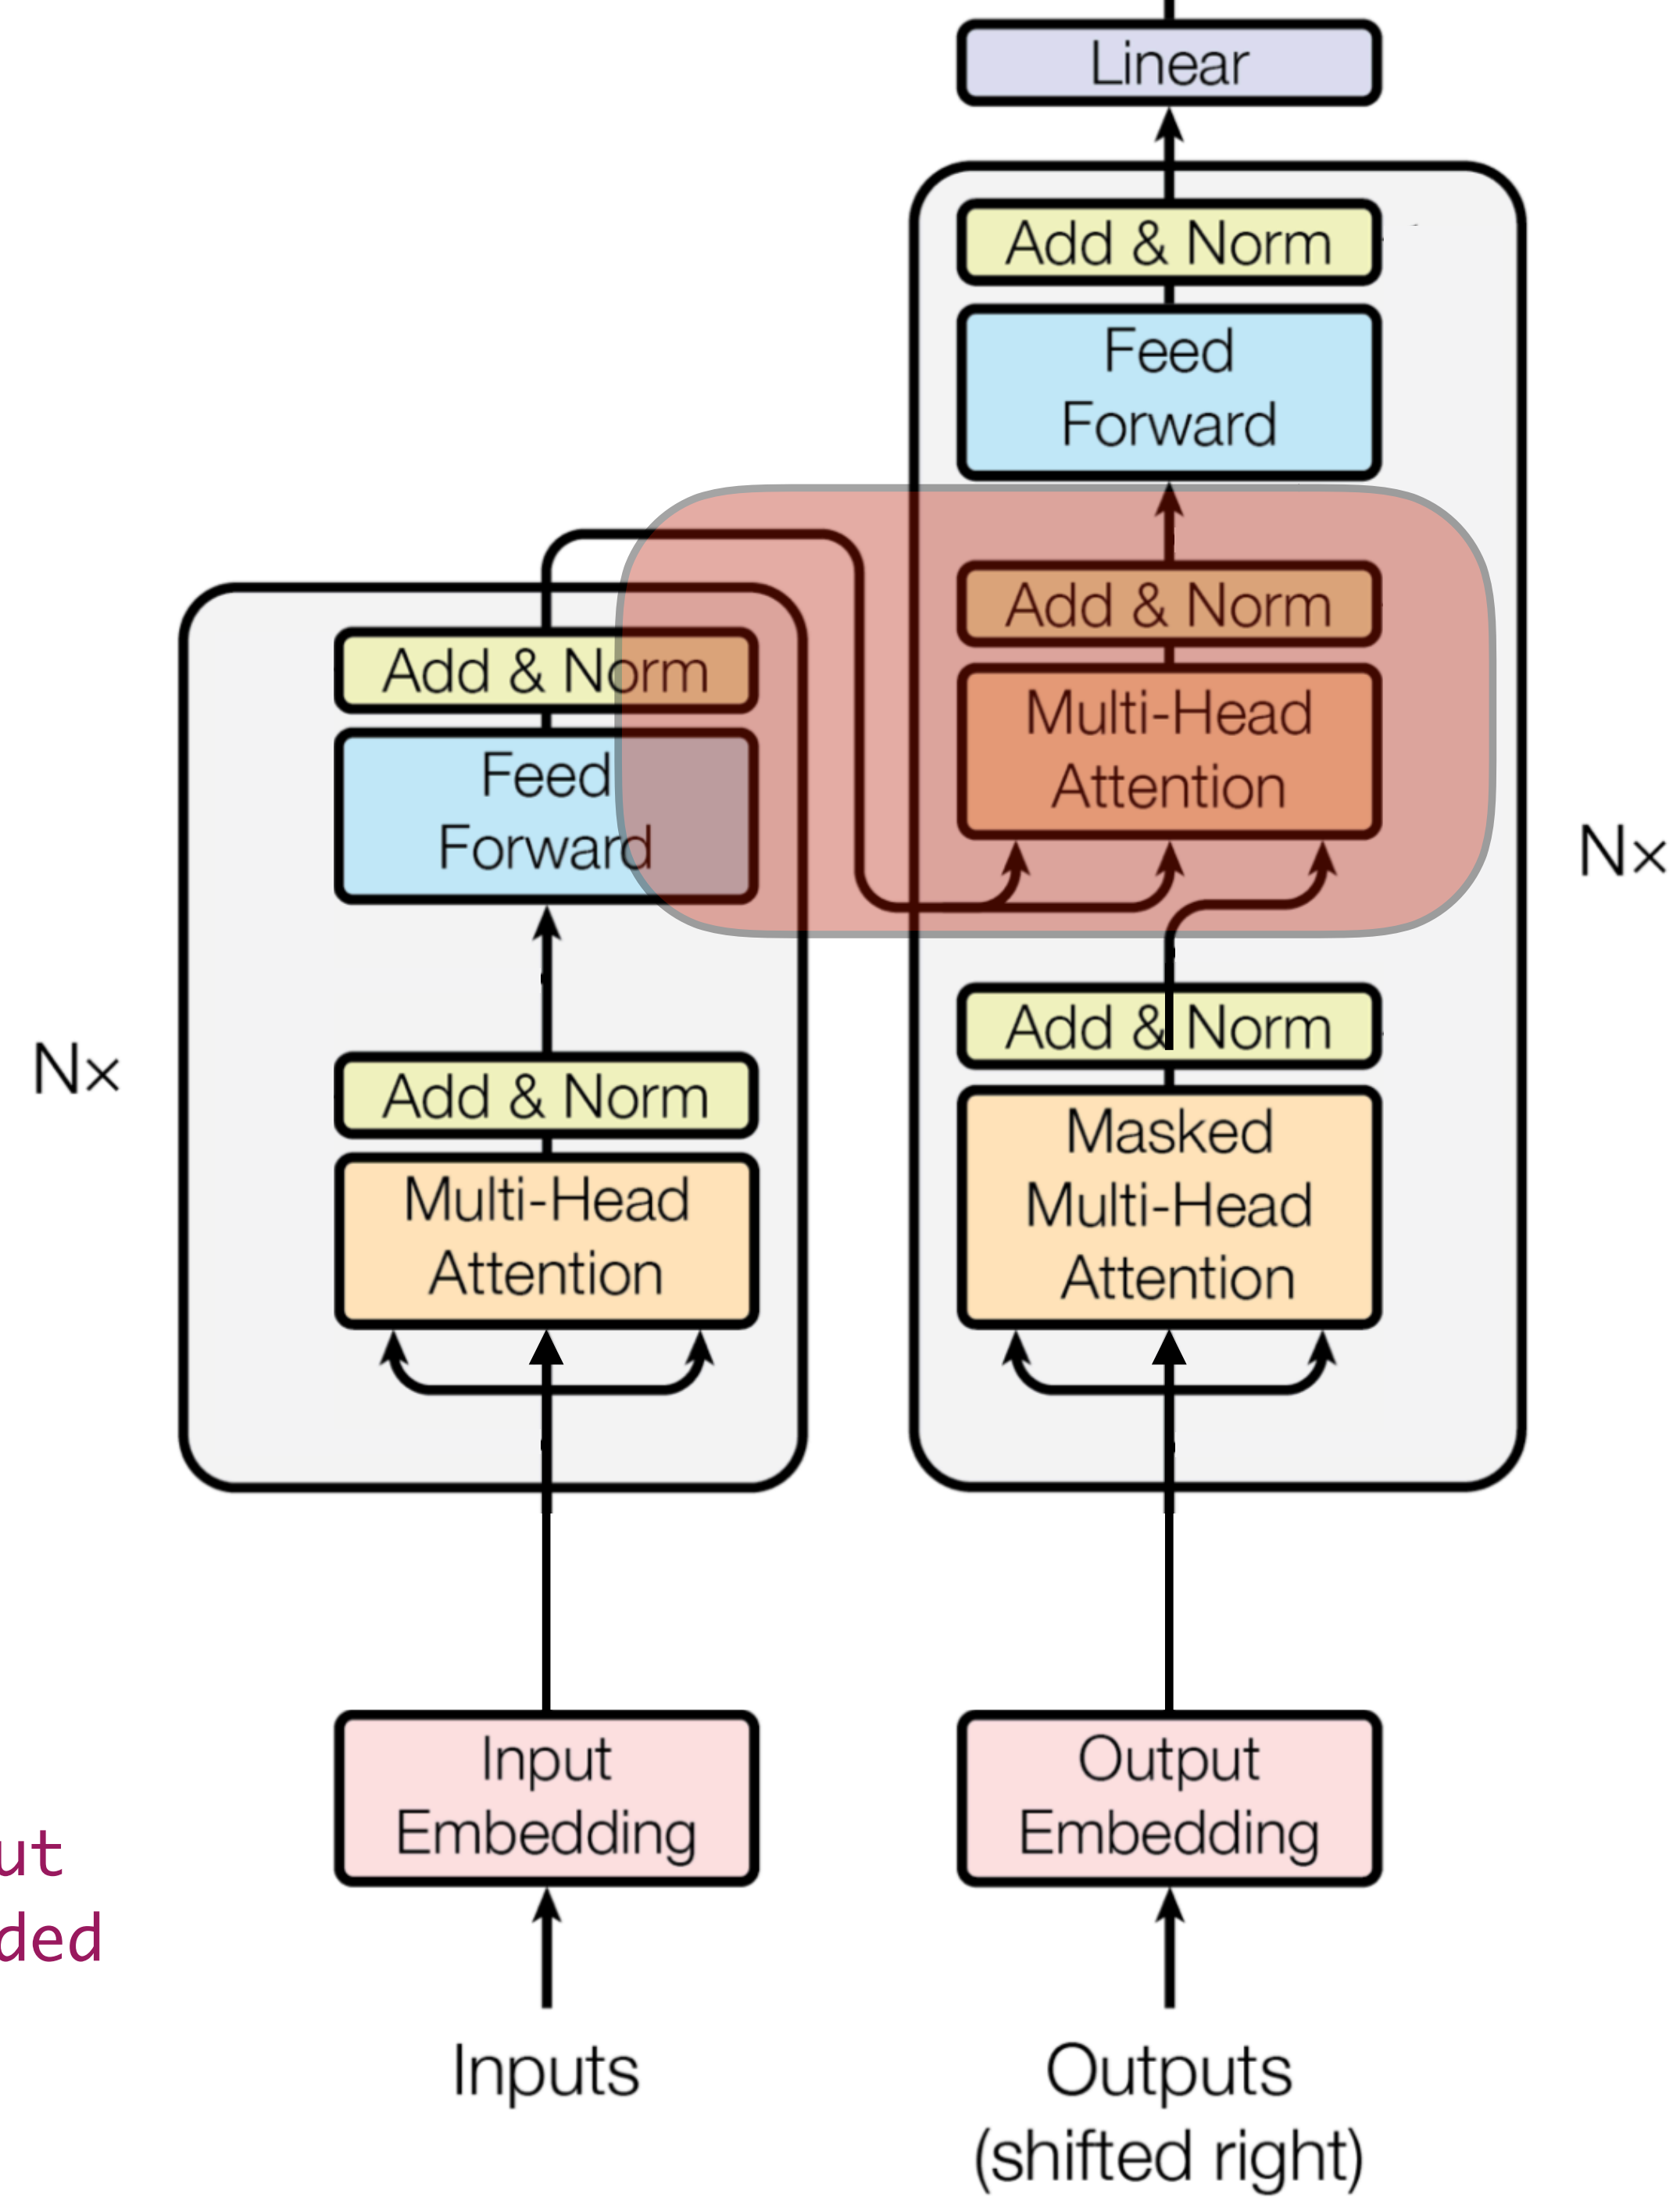 Linear
Add & Norm
Feed
Forward
Add & Norm
Multi-Head
Attention
Nx
Add & Norm
Masked
Multi-Head
Attention
Add & Norm
Feed
Forward
Nx
Add & Norm
Multi-Head
Attention
Input
Embedding
Output
Embedding
ut
ded
Inputs
Outputs
(shifted right)